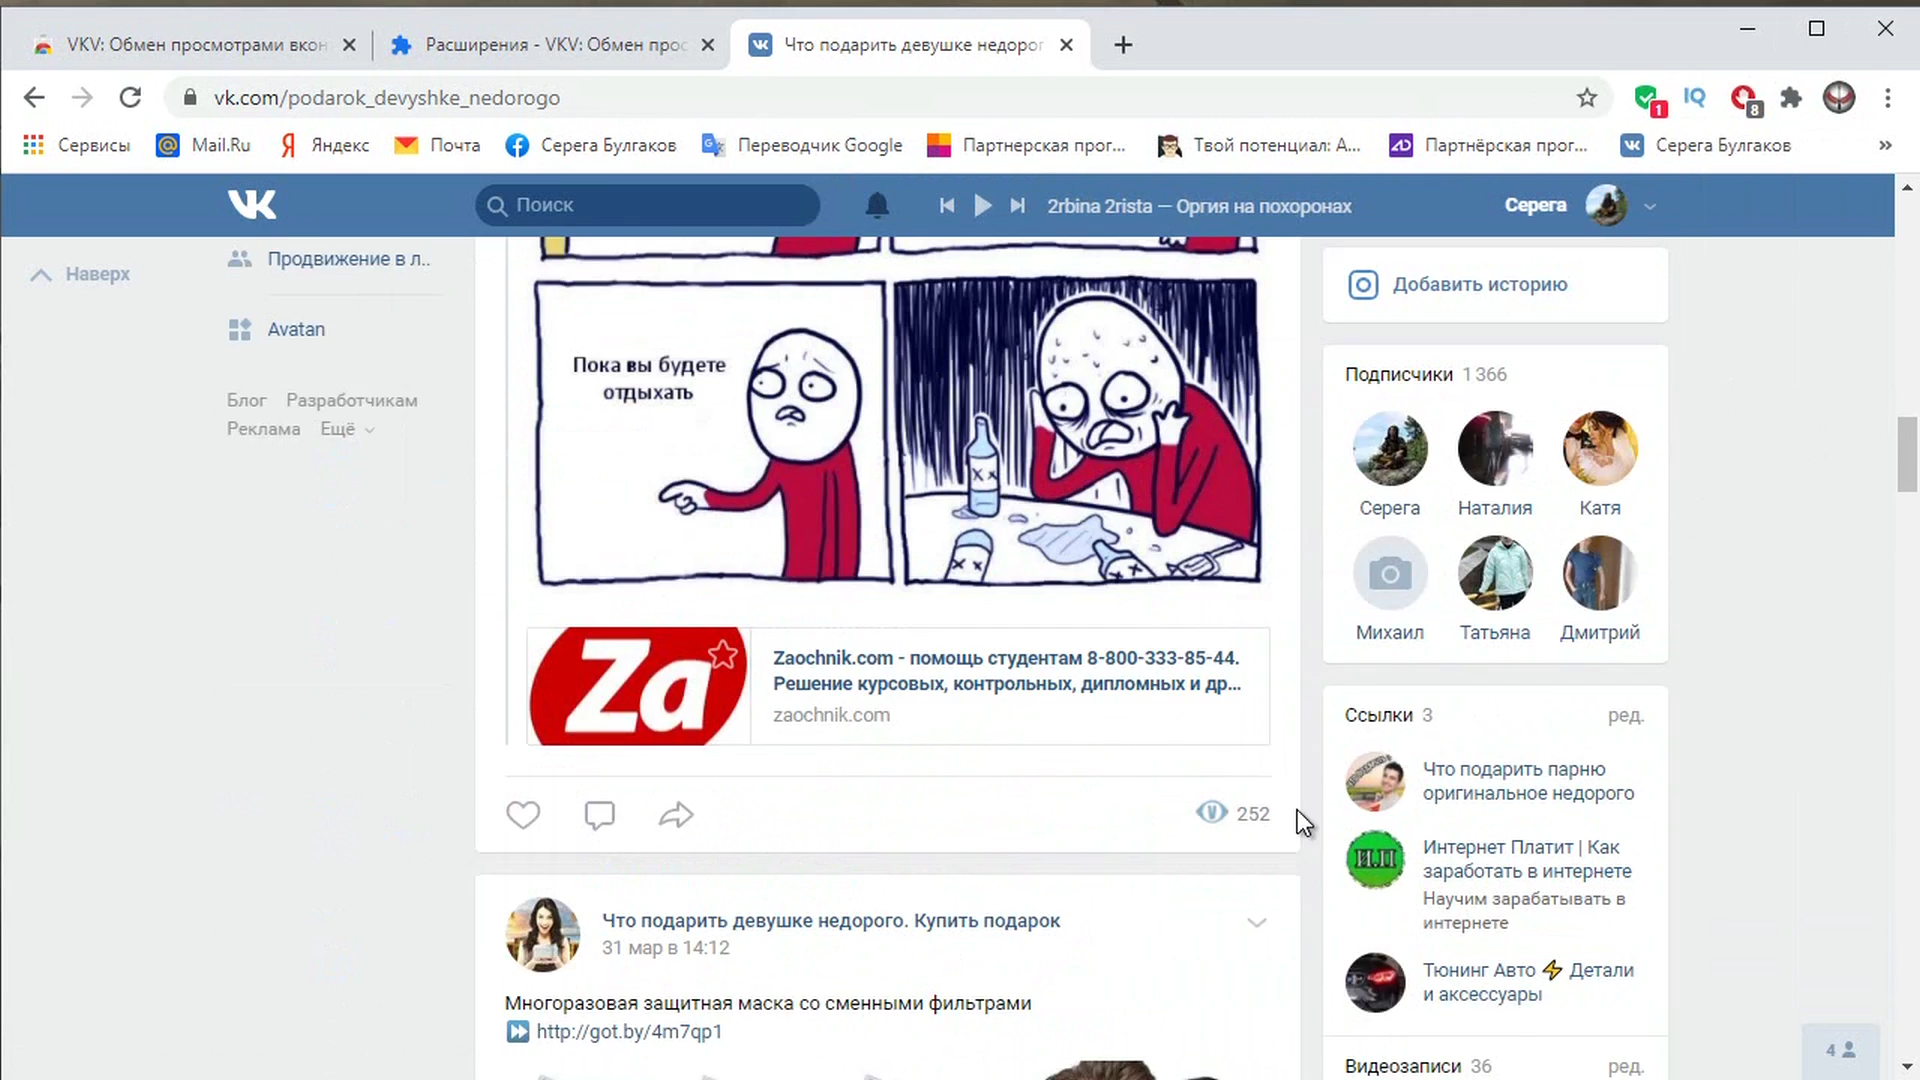 VKV: Обмен просмотрами вкон
Расширения - VKV: Обмен прос
Что подарить девушке недорог
vk.com/podarok_devyshke_nedorogo
1
IQ
8
Сервисы
Mail.Ru
Яндекс
Почта
Серега Булгаков
Переводчик Google
Партнерская прог...
Твой потенциал: А...
Партнёрская прог...
Серега Булгаков
Поиск
2rbina 2rista — Оргия на похоронах
Серега
Наверх
Продвижение в л..
Avatan
Блог Разработчикам
Реклама Ещё
Пока вы будете
отдыхать
Za
Zaochnik.com - помощь студентам 8-800-333-85-44.
Решение курсовых, контрольных, дипломных и др...
zaochnik.com
252
Что подарить девушке недорого. Купить подарок
31 мар в 14:12
Многоразовая защитная маска со сменными фильтрами
http://got.by/4m7qp1
Добавить историю
Подписчики 1 366
Серега
Наталия
Катя
Михаил
Татьяна
Дмитрий
Ссылки 3
ред.
Что подарить парню
оригинальное недорого
И.П
Интернет Платит | Как
заработать в интернете
Научим зарабатывать в
интернете
Тюнинг Авто ⚡ Детали
и аксессуары
Видеозаписи 36
ред.
4